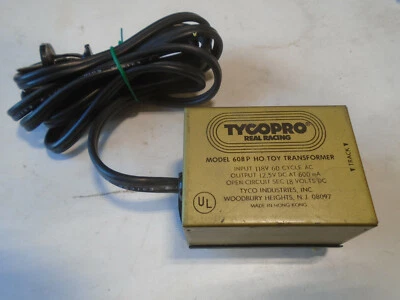 TYCOPRO
REAL RACING
MODEL 608P HO-TOY TRANSFORMER
INPUT 118V 60 CYCLE AC
OUTPUT 12.5V DC AT 600 mA
OPEN CIRCUIT SEC 18 VOLTS DC
TYCO INDUSTRIES, INC.
WOODBURY HEIGHTS, N.J. 08097
MADE IN HONG KONG
UL
TRACK